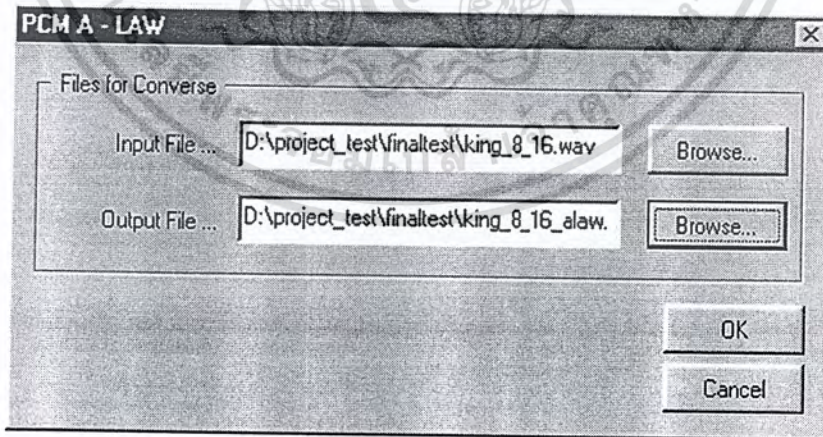 PCM A - LAW
Files for Converse
Input File ... D:\project_test\finaltest\king_8_16.wav Browse...
Output File ... D:\project_test\finaltest\king_8_16_alaw. Browse...
OK
Cancel